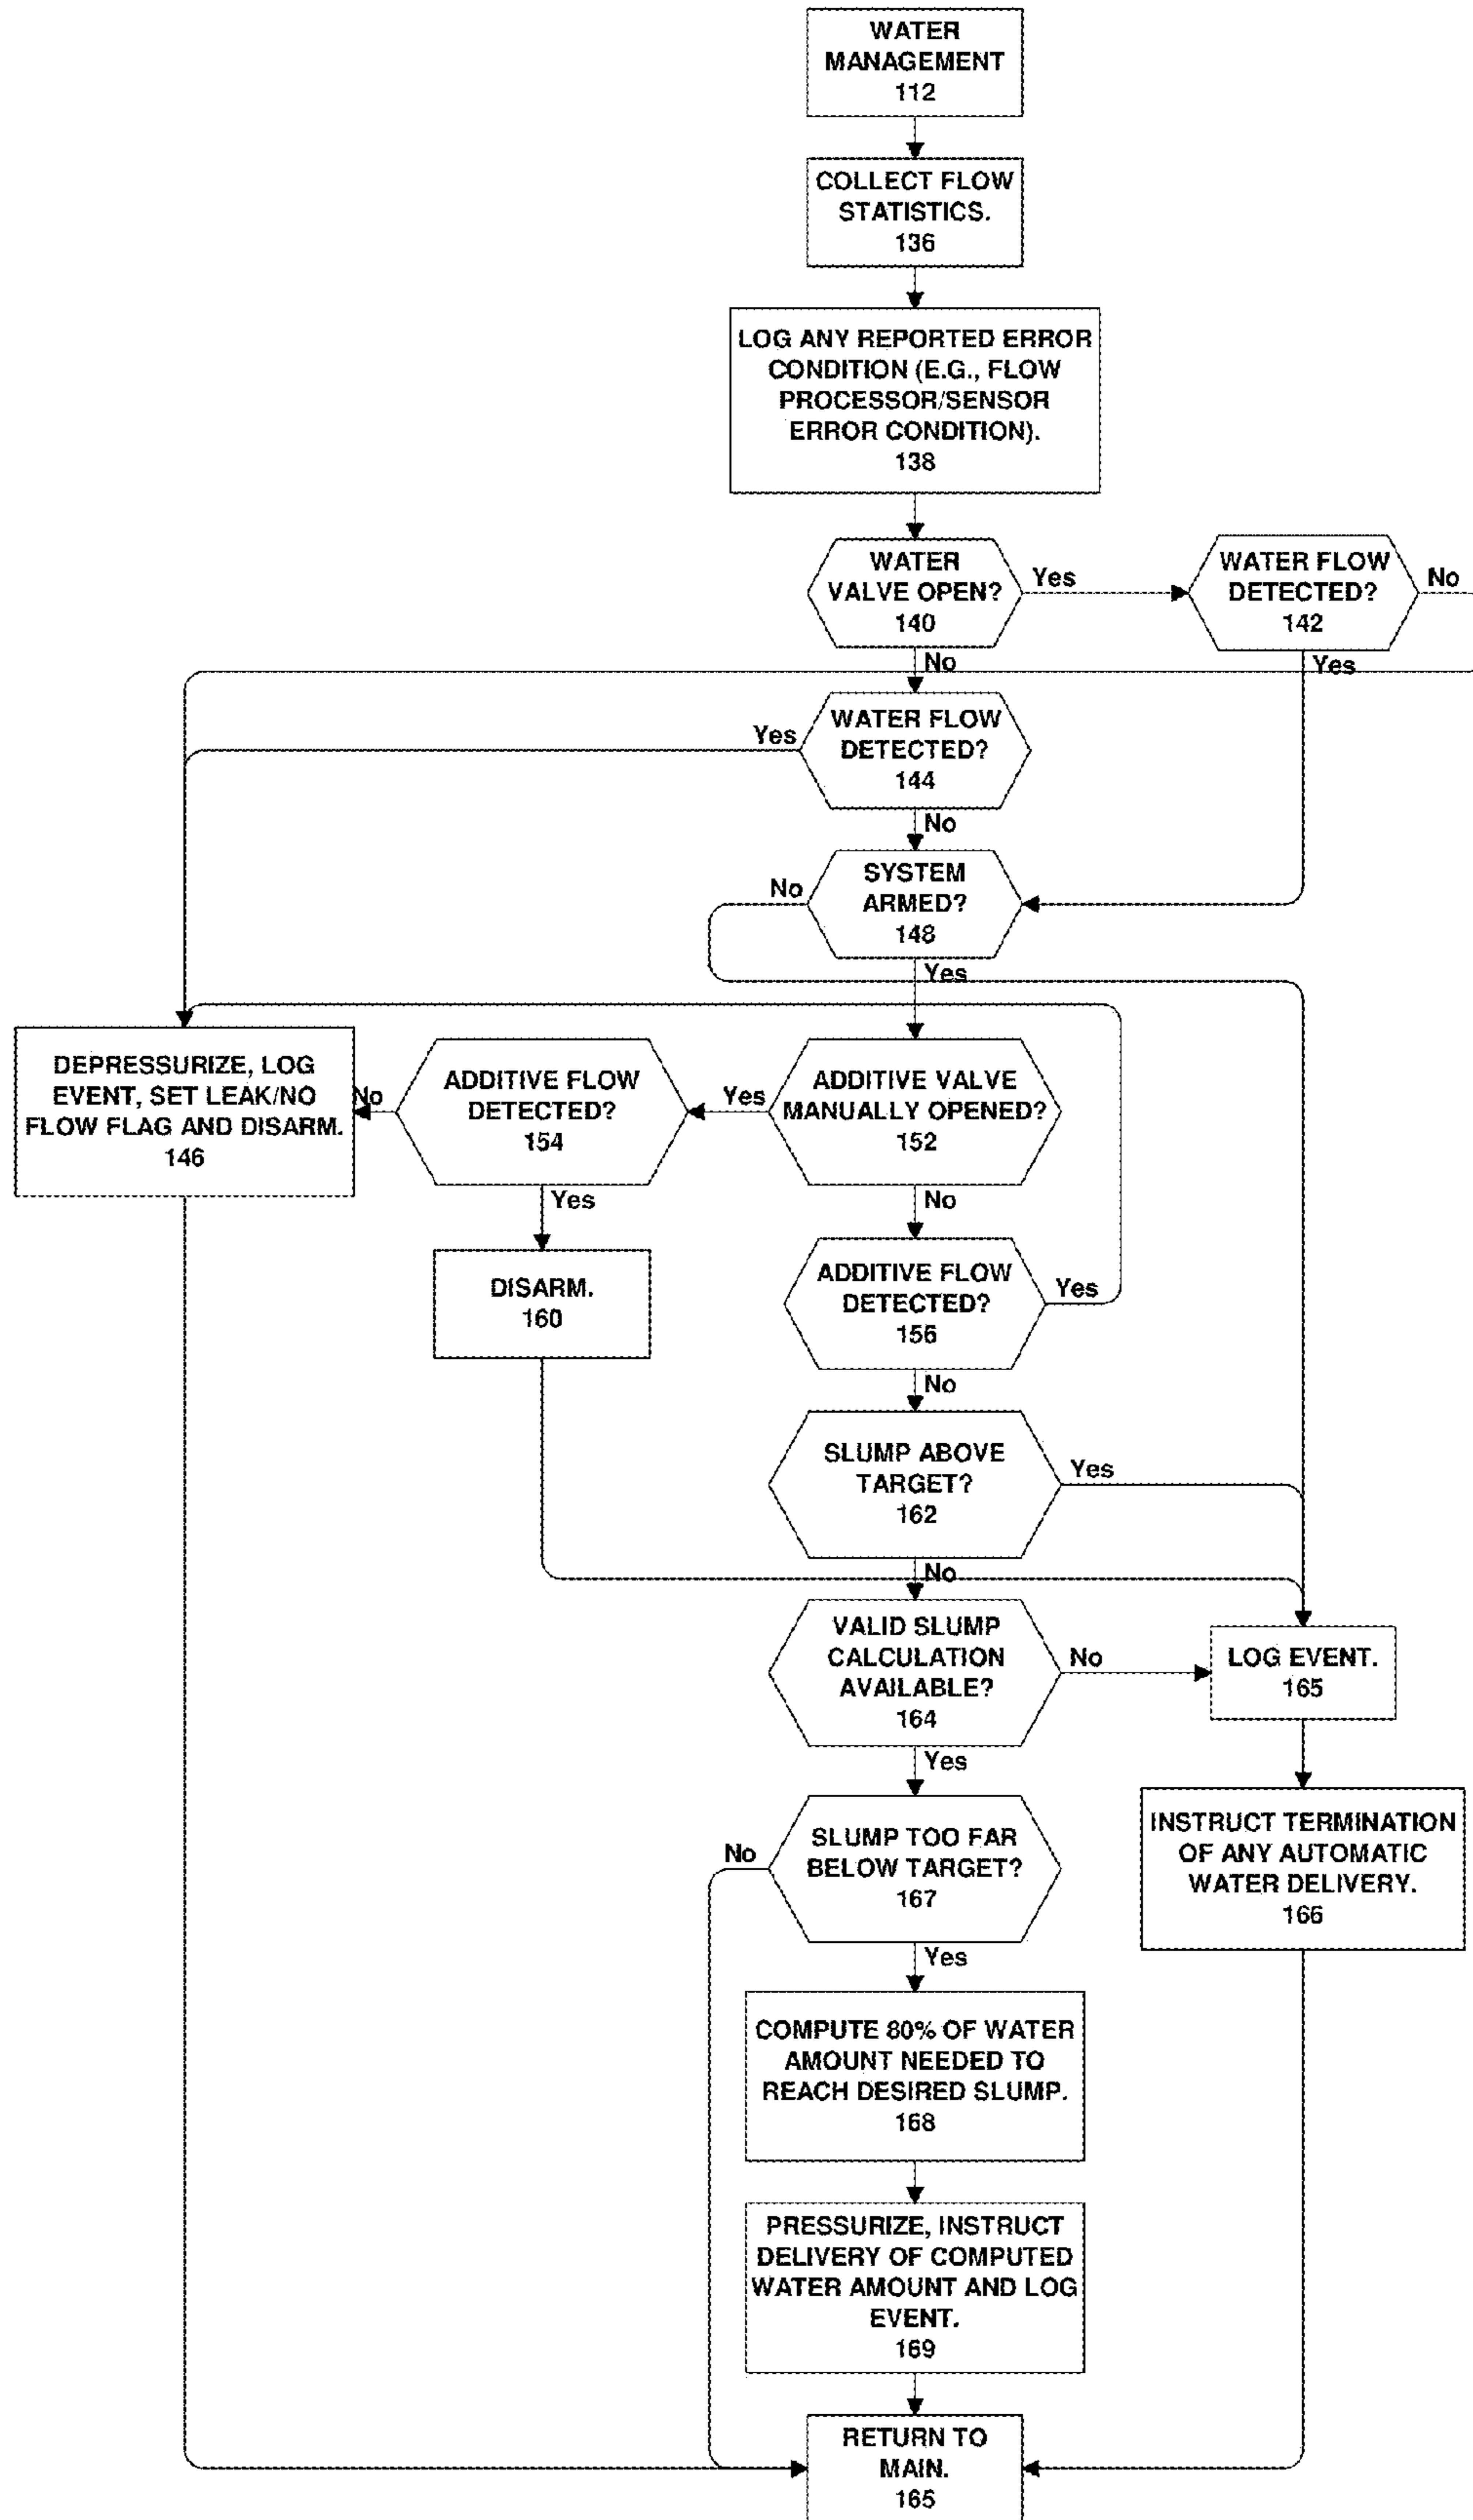 WATER
MANAGEMENT
112
COLLECT FLOW
STATISTICS.
136
LOG ANY REPORTED ERROR
CONDITION (E.G., FLOW
PROCESSOR/SENSOR
ERROR CONDITION).
138
WATER
VALVE OPEN?
140
Yes
WATER FLOW
DETECTED?
142
No
No
Yes
WATER FLOW
DETECTED?
144
Yes
No
SYSTEM
ARMED?
148
No
Yes
DEPRESSURIZE, LOG
EVENT, SET LEAK/NO
FLOW FLAG AND DISARM.
146
No
ADDITIVE FLOW
DETECTED?
154
Yes
ADDITIVE VALVE
MANUALLY OPENED?
152
Yes
No
DISARM.
160
ADDITIVE FLOW
DETECTED?
156
Yes
No
SLUMP ABOVE
TARGET?
162
Yes
No
VALID SLUMP
CALCULATION
AVAILABLE?
164
No
LOG EVENT.
165
Yes
SLUMP TOO FAR
BELOW TARGET?
167
No
INSTRUCT TERMINATION
OF ANY AUTOMATIC
WATER DELIVERY.
166
Yes
COMPUTE 80% OF WATER
AMOUNT NEEDED TO
REACH DESIRED SLUMP.
168
PRESSURIZE, INSTRUCT
DELIVERY OF COMPUTED
WATER AMOUNT AND LOG
EVENT.
169
RETURN TO
MAIN.
165